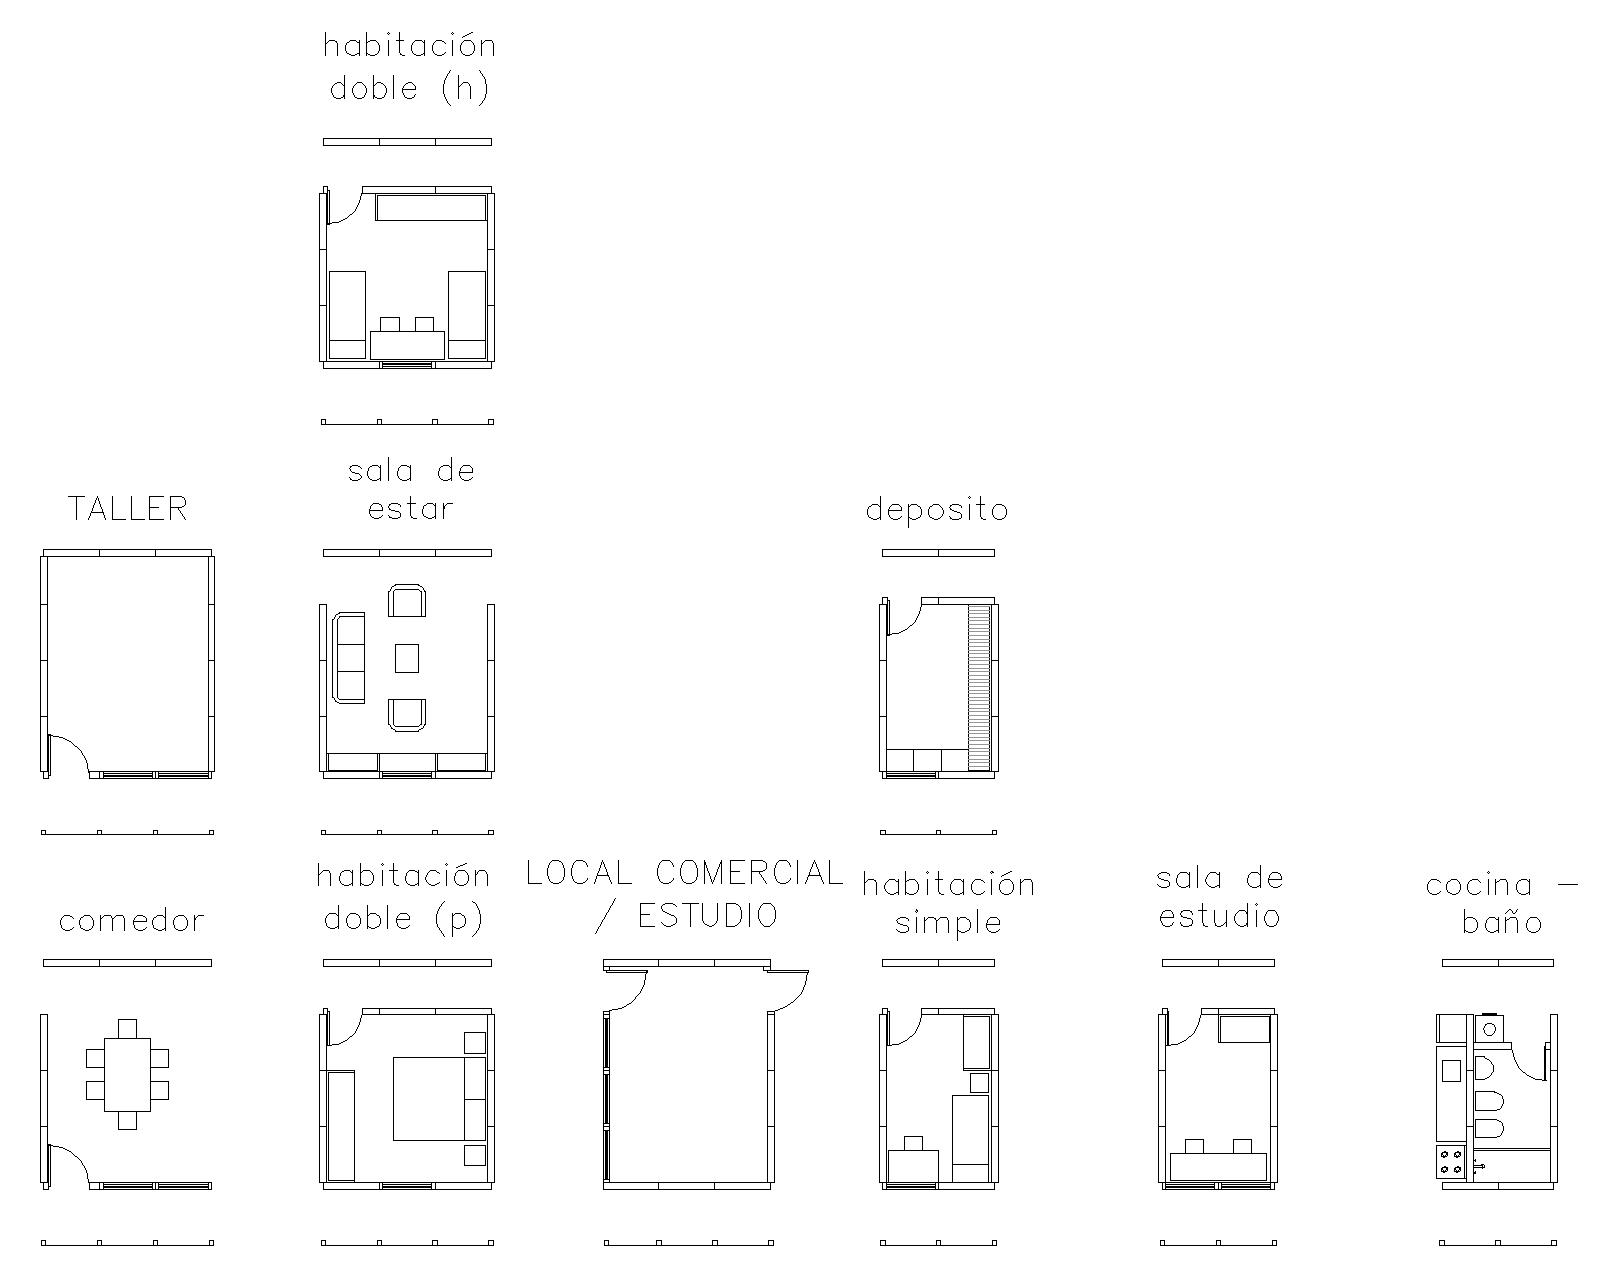 habitación
doble (h)
TALLER
sala de
estar
deposito
comedor
habitación
doble (p)
LOCAL COMERCIAL
/ ESTUDIO
habitación
simple
sala de
estudio
cocina –
baño